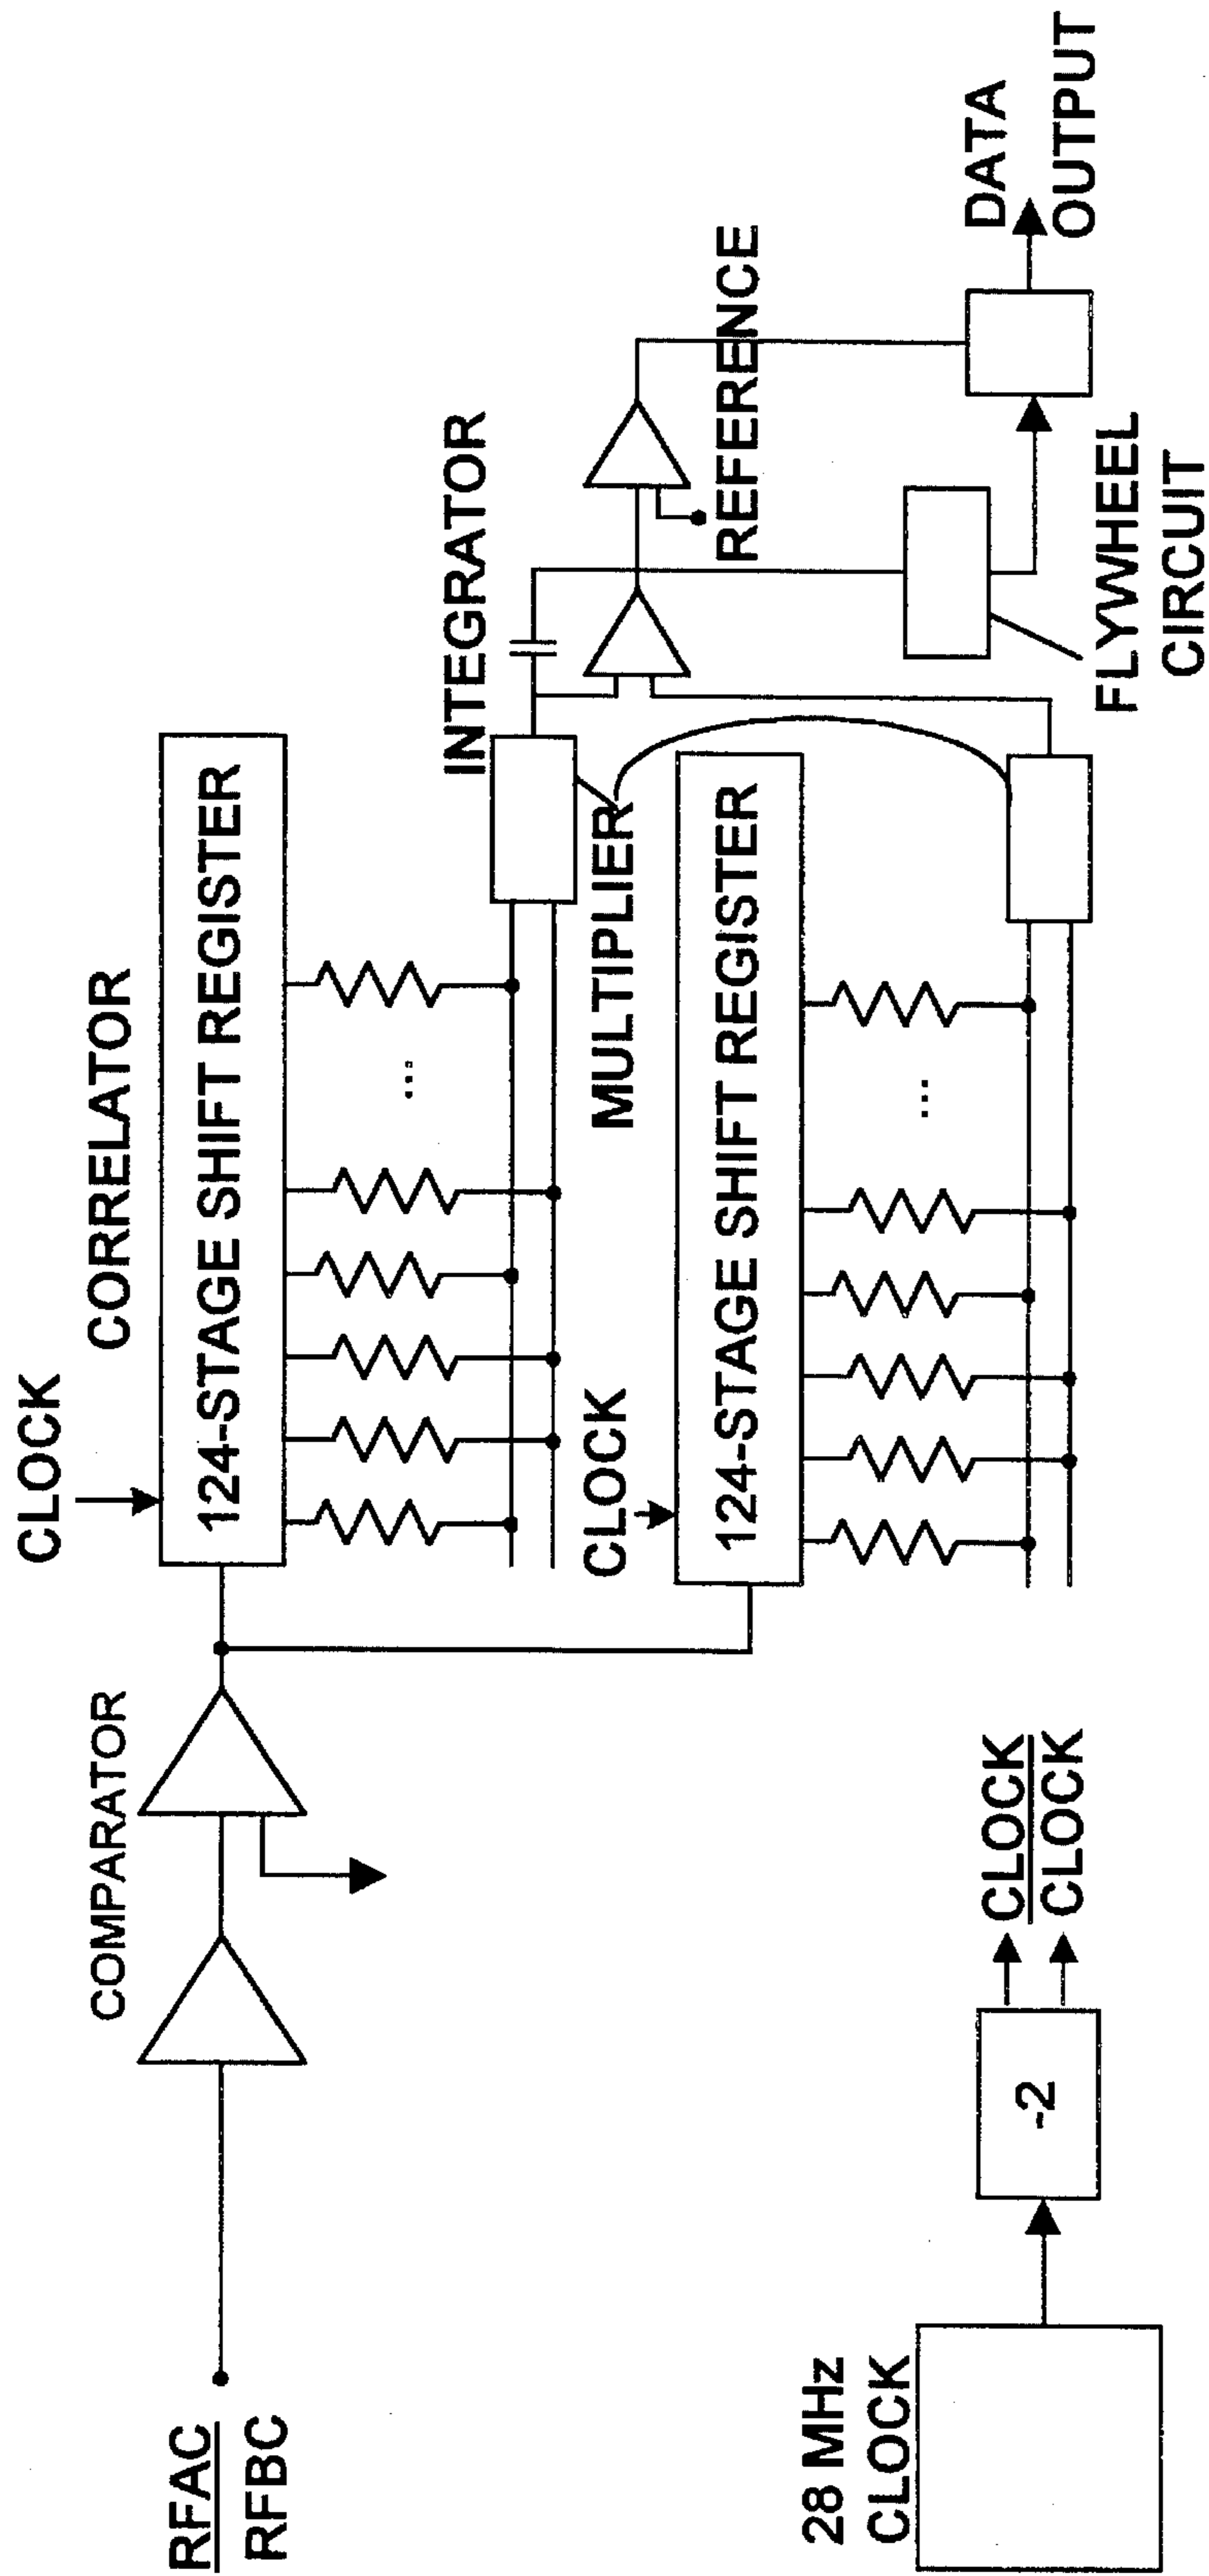 CLOCK
CORRELATOR
COMPARATOR
124-STAGE SHIFT REGISTER
RFAC
RFBC
INTEGRATOR
MULTIPLIER
CLOCK
REFERENCE
124-STAGE SHIFT REGISTER
...
...
DATA
OUTPUT
FLYWHEEL
CIRCUIT
28 MHz
CLOCK
-2
CLOCK
CLOCK